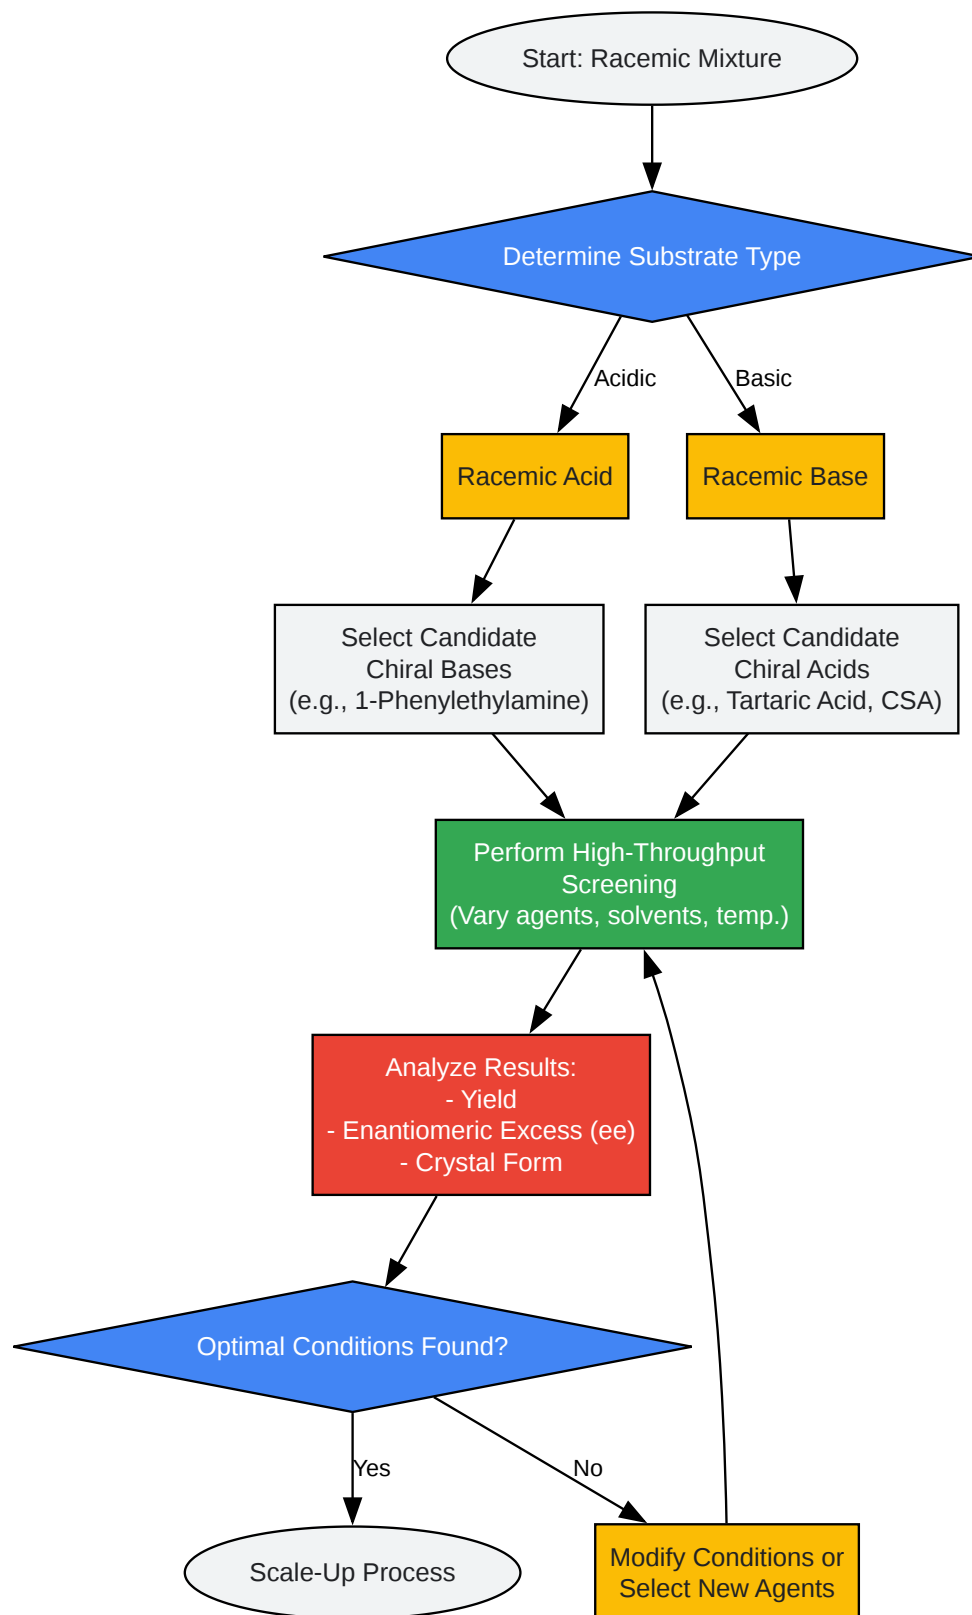 Start: Racemic Mixture
Determine Substrate Type
Acidic
Basic
Racemic Acid
Racemic Base
Select Candidate
Chiral Bases
(e.g., 1-Phenylethylamine)
Select Candidate
Chiral Acids
(e.g., Tartaric Acid, CSA)
Perform High-Throughput
Screening
(Vary agents, solvents, temp.)
Analyze Results:
- Yield
- Enantiomeric Excess (ee)
- Crystal Form
Optimal Conditions Found?
Yes
No
Scale-Up Process
Modify Conditions or
Select New Agents